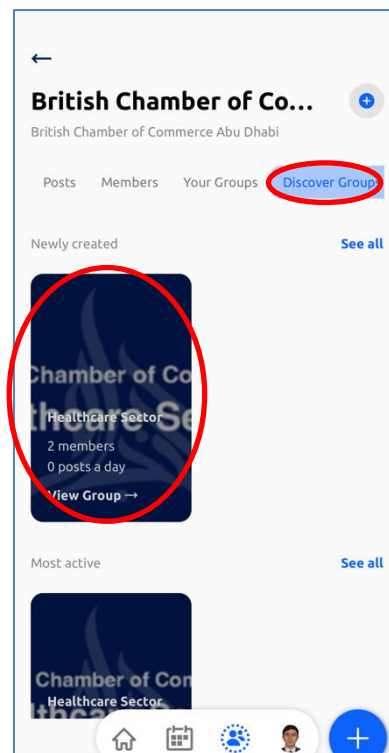 British Chamber of Co...
British Chamber of Commerce Abu Dhabi
Posts Members Your Groups Discover Groups
Newly created See all
Chamber of Co
Healthcare Sector
2 members
0 posts a day
View Group →
Most active See all
Chamber of Con
Healthcare Sector